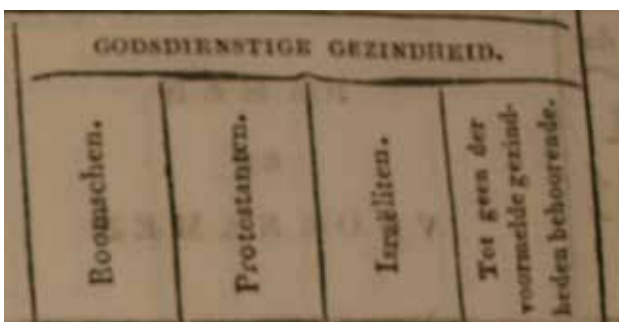 GODSDIENSTIGE GEZINDHEID.
Roomschen.
Protestanten.
Israëliten.
Tot geen der
voormelde gezind-
heden behoorende.